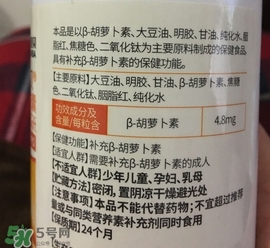 本品是以β-胡萝卜素、大豆油、明胶、甘油、纯化水、胭
脂红、焦糖色、二氧化钛为主要原料制成的保健食品,
具有补充β-胡萝卜素的保健功能。
【主要原料】大豆油、明胶、甘油、β-胡萝卜素、焦糖
色、二氧化钛、胭脂红、纯化水
功效成分及
含量/每粒含
β-胡萝卜素
4.8mg
【保健功能】补充β-胡萝卜素
【适宜人群】需要补充β-胡萝卜素的成人
【不适宜人群】少年儿童、孕妇、乳母
【贮藏方法】密闭,置阴凉干燥避光处
【注意事项】本品不能代替药物;不宜超过推荐
量或与同类营养素补充剂同时食用
【保质期】24个月
5号网